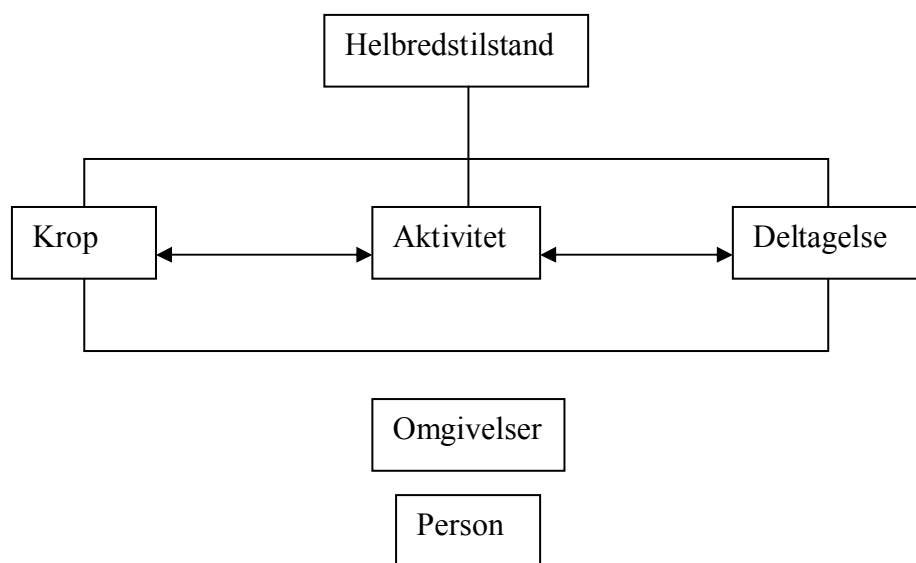 Helbredstilstand
Krop
Aktivitet
Deltagelse
Omgivelser
Person